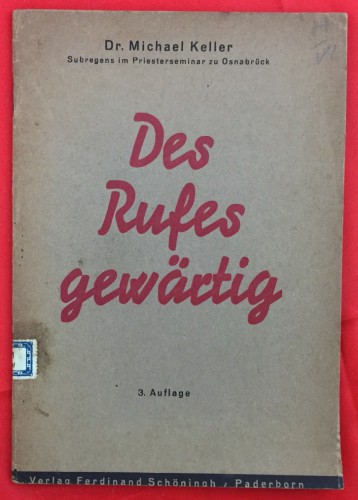 Dr. Michael Keller
Subregens im Priesterseminar zu Osnabrück
Des
Rufes
gewärtig
3. Auflage
Verlag Ferdinand Schöningh / Paderborn